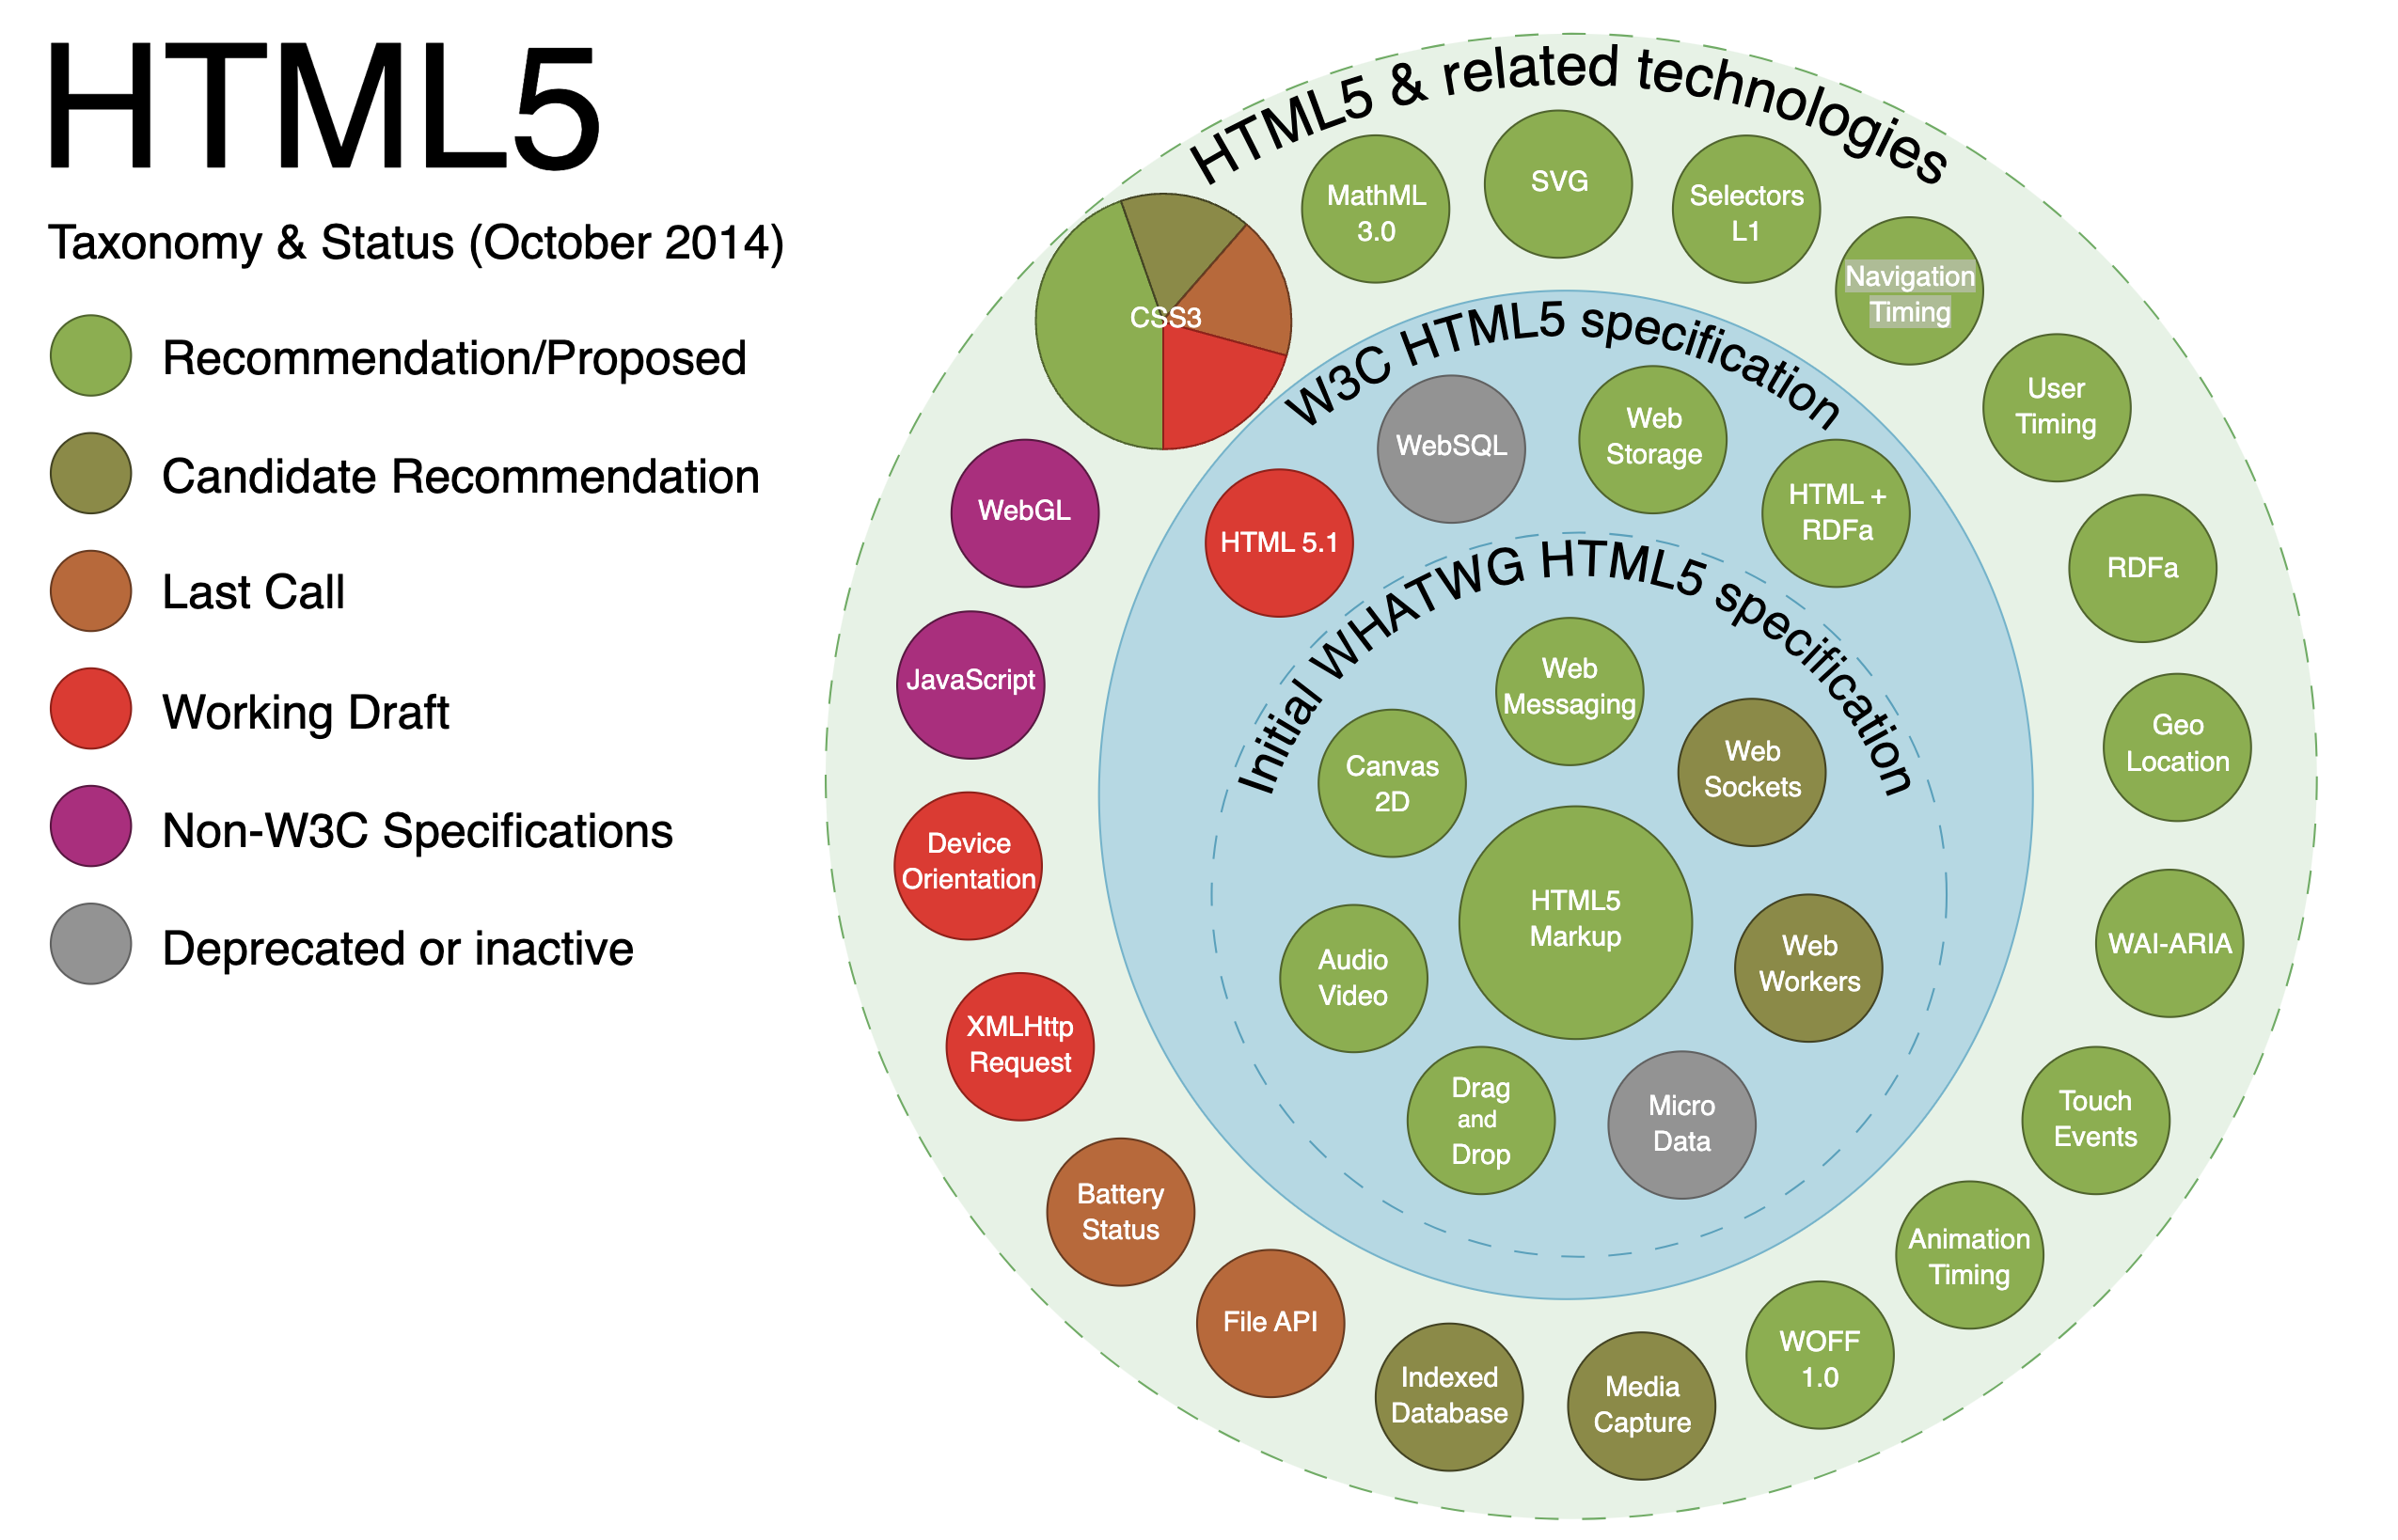 HTML5
Taxonomy & Status (October 2014)
Recommendation/Proposed
Candidate Recommendation
Last Call
Working Draft
Non-W3C Specifications
Deprecated or inactive
HTML5 & related technologies
MathML
3.0
SVG
Selectors
L1
Navigation
Timing
User
Timing
RDFa
Geo
Location
WAI-ARIA
Touch
Events
Animation
Timing
WOFF
1.0
Media
Capture
Indexed
Database
File API
Battery
Status
XMLHttp
Request
Device
Orientation
JavaScript
WebGL
CSS3
W3C HTML5 specification
HTML 5.1
WebSQL
Web
Storage
HTML +
RDFa
Initial WHATWG HTML5 specification
Web
Messaging
Web
Sockets
Web
Workers
Micro
Data
Drag
and
Drop
Audio
Video
Canvas
2D
HTML5
Markup